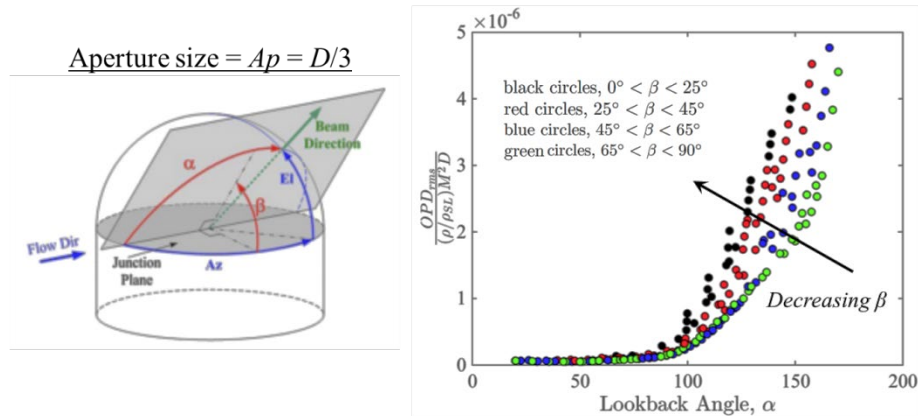 Aperture size = Ap = D/3
α
Beam
Direction
El
β
Flow Dir
Junction
Plane
Az
×10⁻⁶
5
4
3
2
1
0
OPD_rms
(ρ/ρ_SL)M²D
black circles, 0° < β < 25°
red circles, 25° < β < 45°
blue circles, 45° < β < 65°
green circles, 65° < β < 90°
Decreasing β
0 50 100 150 200
Lookback Angle, α